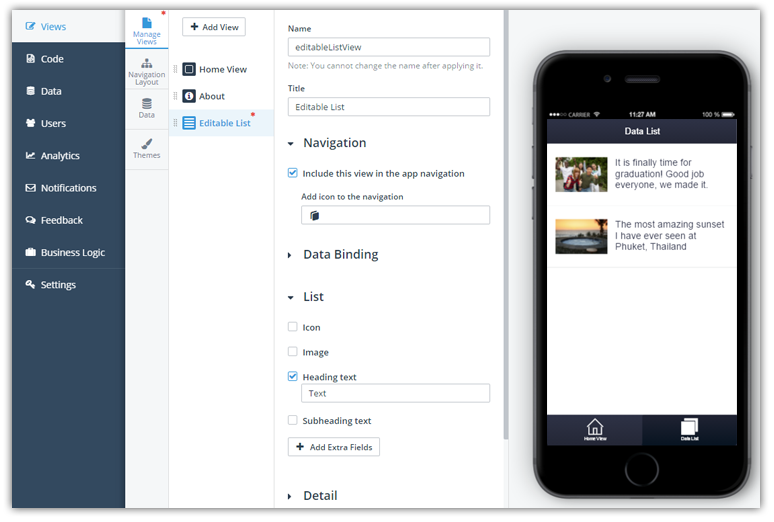 Views
Code
Data
Users
Analytics
Notifications
Feedback
Business Logic
Settings
Manage
Views
Navigation
Layout
Data
Themes
Add View
Home View
About
Editable List
Name
editableListView
Note: You cannot change the name after applying it.
Title
Editable List
Navigation
Include this view in the app navigation
Add icon to the navigation
Data Binding
List
Icon
Image
Heading text
Text
Subheading text
Add Extra Fields
Detail
CARRIER
11:27 AM
100 %
Data List
It is finally time for
graduation! Good job
everyone, we made it.
The most amazing sunset
I have ever seen at
Phuket, Thailand
Home View
Data List